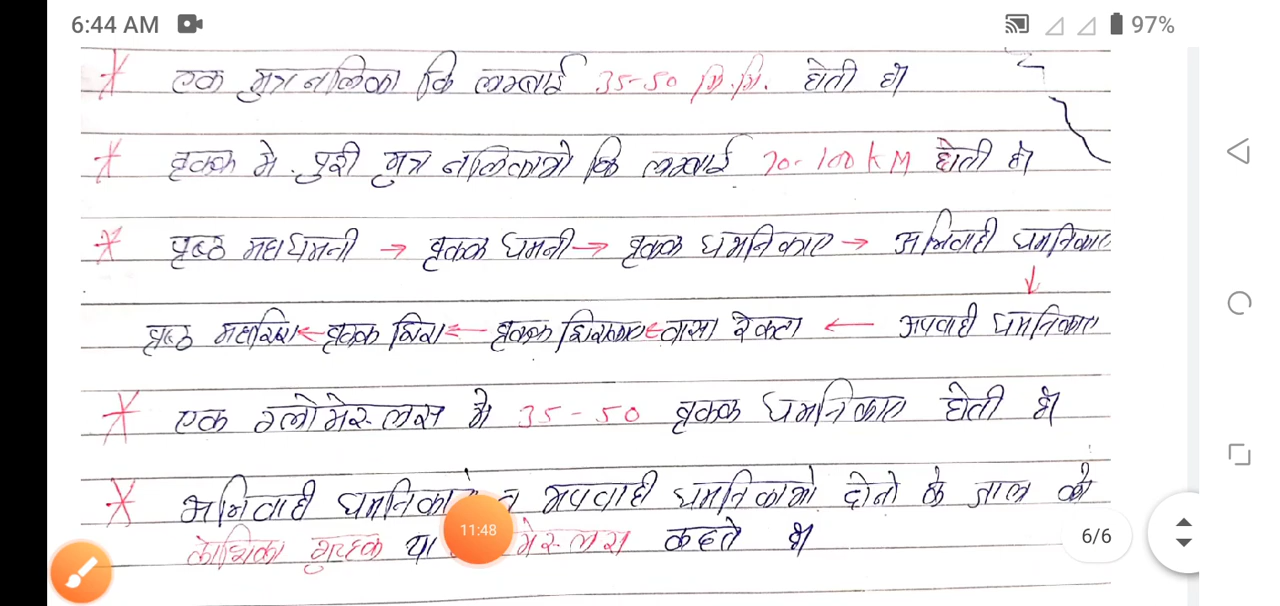 6:44 AM 97%
* एक मुत्र नलिका कि लम्बाई 35-50 मि.मि. होती है
* वृक्क मे पुरी मुत्र नलिकाओ कि लम्बाई 70-100 KM होती है
* पृष्ठ महाधमनी → वृक्क धमनी → वृक्क धमनिकाए → अभिवाही धमनिकाए
↓
पृष्ठ महाशिरा ← वृक्क शिरा ← वृक्क शिराकाए ← वासा रेक्टा ← अपवाही धमनिकाए
* एक ग्लोमेरुलस मे 35-50 वृक्क धमनिकाए होती है
* अभिवाही धमनिकाये व अपवाही धमनिकाओ दोनो के जाल को
11:48
केशिका गुच्छक या मेरुलस कहते है
6/6